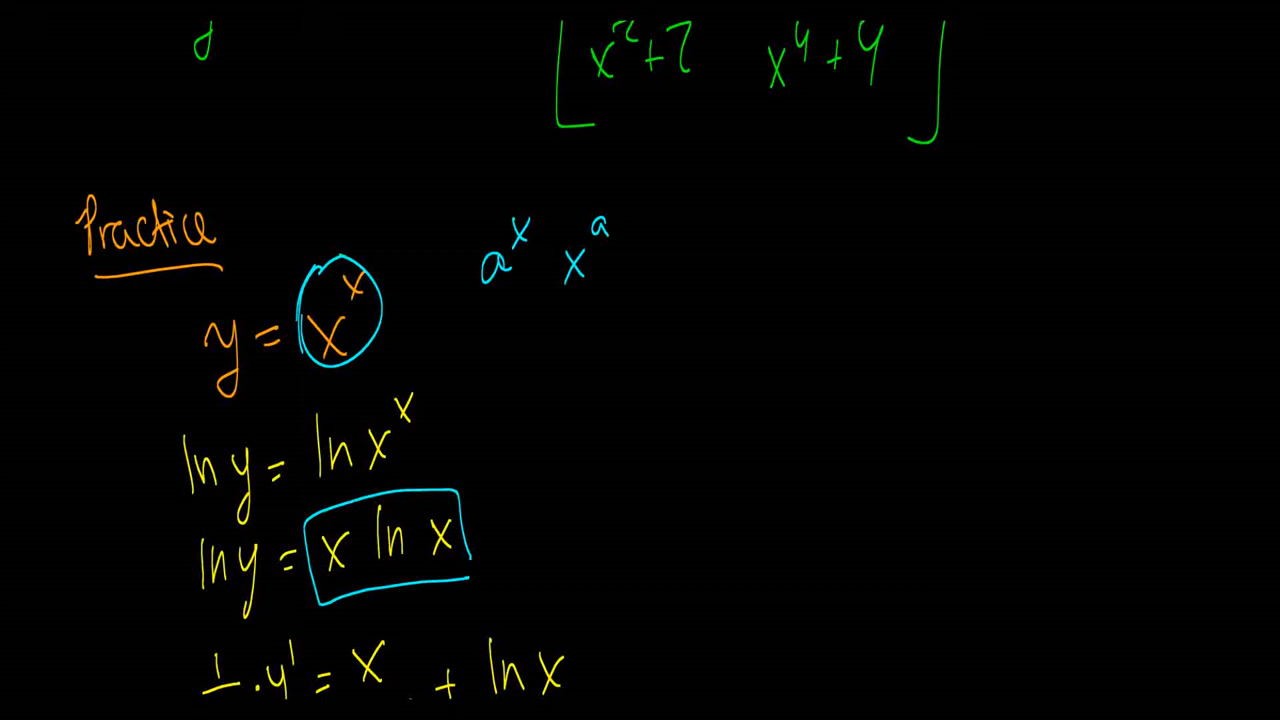 y [ x²+2 x⁴+4 ]
Practice
aˣ xᵃ
y = xˣ
ln y = ln xˣ
ln y = x ln x
1 . y' = x + ln x